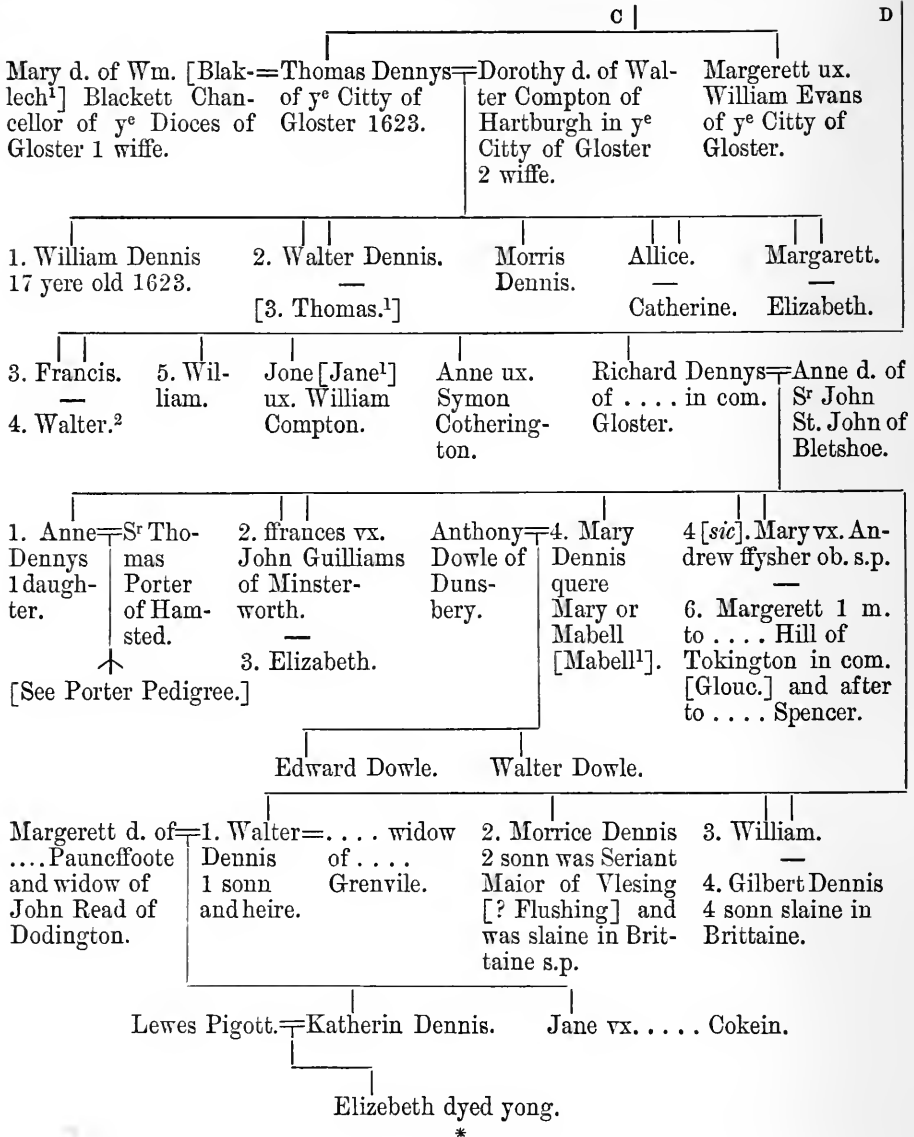 C D
Mary d. of Wm. [Blak-=Thomas Dennys=Dorothy d. of Wal- Margerett ux.
lech¹] Blackett Chan- of yᵉ Citty of ter Compton of William Evans
cellor of yᵉ Dioces of Gloster 1623. Hartburgh in yᵉ of yᵉ Citty of
Gloster 1 wiffe. Citty of Gloster Gloster.
2 wiffe.
1. William Dennis 2. Walter Dennis. Morris Allice. Margarett.
17 yere old 1623. — Dennis. — —
[3. Thomas.¹] Catherine. Elizabeth.
3. Francis. 5. Wil- Jone [Jane¹] Anne ux. Richard Dennys=Anne d. of
— liam. ux. William Symon of .... in com. Sʳ John
4. Walter.² Compton. Cothering- Gloster. St. John of
ton. Bletshoe.
1. Anne=Sʳ Tho- 2. ffrances vx. Anthony=4. Mary 4 [sic]. Mary vx. An-
Dennys mas John Guilliams Dowle of Dennis drew ffysher ob. s.p.
1 daugh- Porter of Minster- Duns- quere —
ter. of Ham- worth. bery. Mary or 6. Margerett 1 m.
sted. — Mabell to .... Hill of
3. Elizabeth. [Mabell¹]. Tokington in com.
[See Porter Pedigree.] [Glouc.] and after
to .... Spencer.
Edward Dowle. Walter Dowle.
Margerett d. of=1. Walter=.... widow 2. Morrice Dennis 3. William.
.... Pauncffoote Dennis of .... 2 sonn was Seriant —
and widow of 1 sonn Grenvile. Maior of Vlesing 4. Gilbert Dennis
John Read of and heire. [? Flushing] and 4 sonn slaine in
Dodington. was slaine in Brit- Brittaine.
taine s.p.
Lewes Pigott.=Katherin Dennis. Jane vx. .... Cokein.
Elizebeth dyed yong.
*